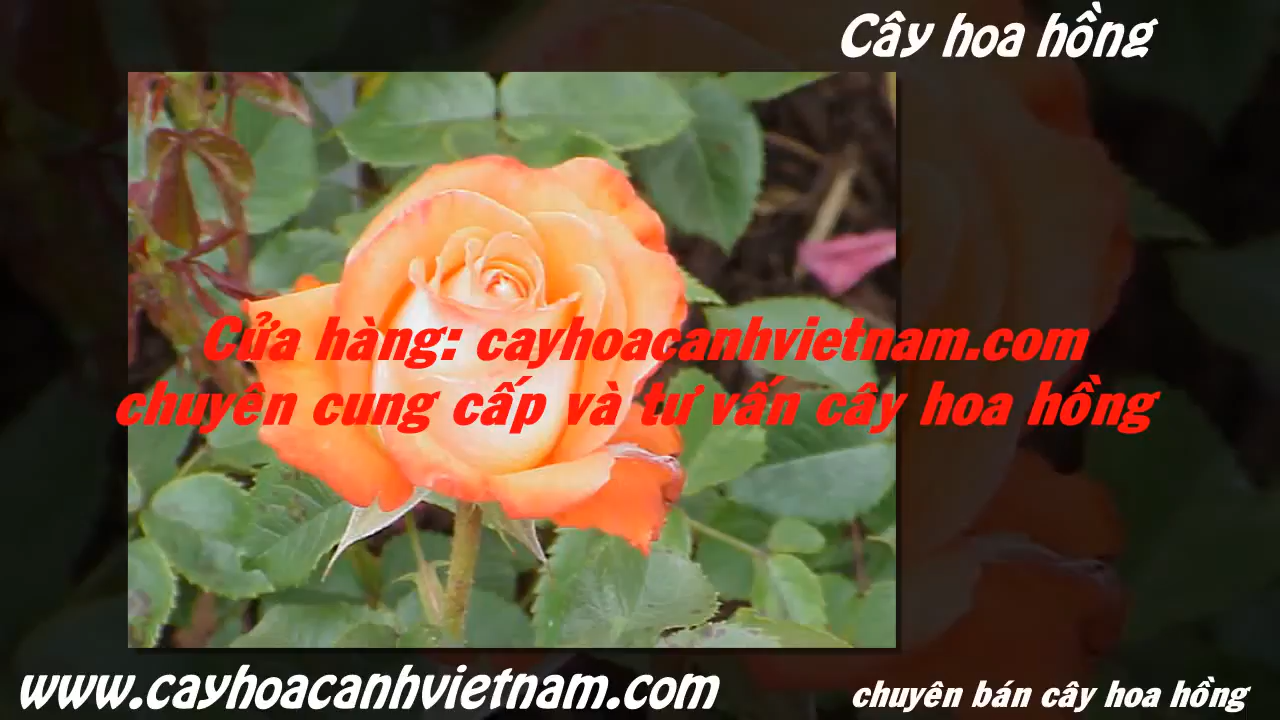 Cây hoa hồng
Cửa hàng: cayhoacanhvietnam.com
chuyên cung cấp và tư vấn cây hoa hồng
www.cayhoacanhvietnam.com
chuyên bán cây hoa hồng